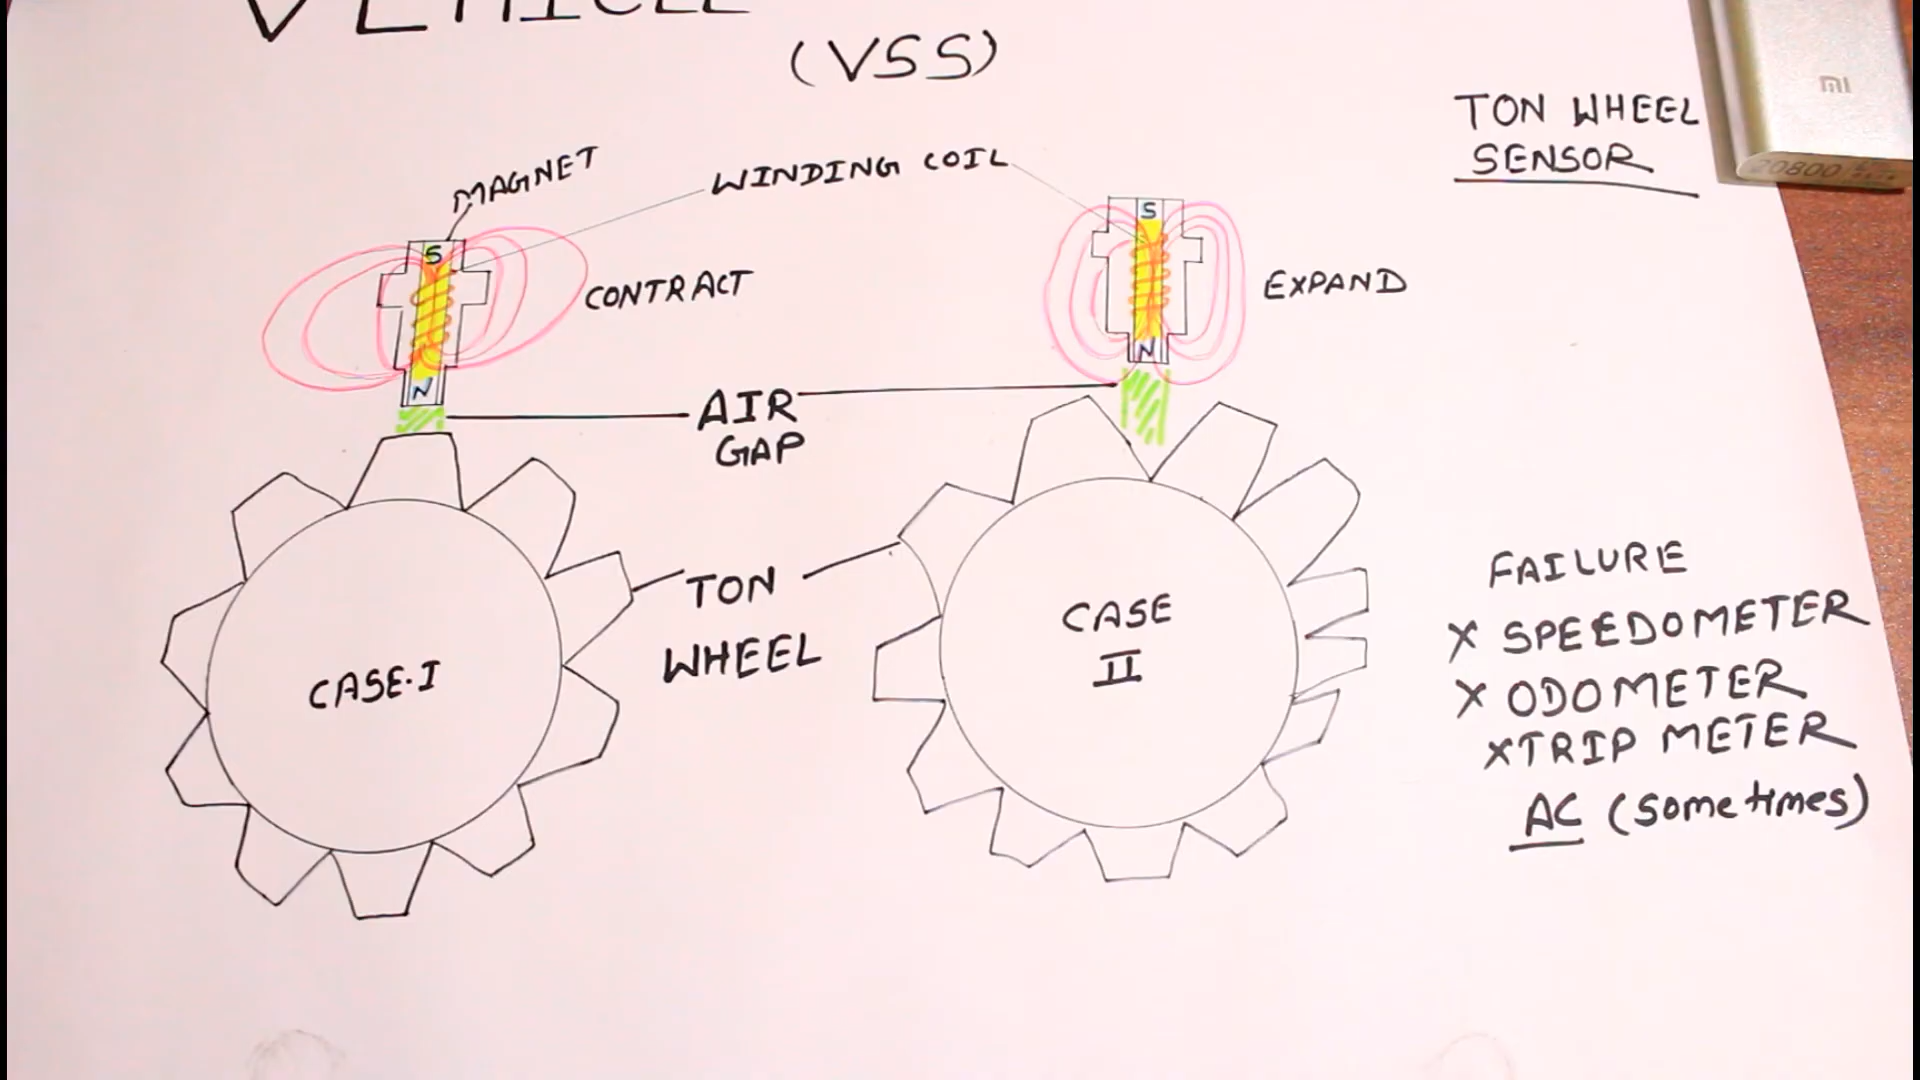 VEHICLE
(VSS)
TON WHEEL
SENSOR
MAGNET
WINDING COIL
S
S
CONTRACT
EXPAND
N
N
AIR
GAP
TON
WHEEL
CASE-I
CASE
II
FAILURE
X SPEEDOMETER
X ODOMETER
X TRIP METER
AC (Sometimes)
MI
20800